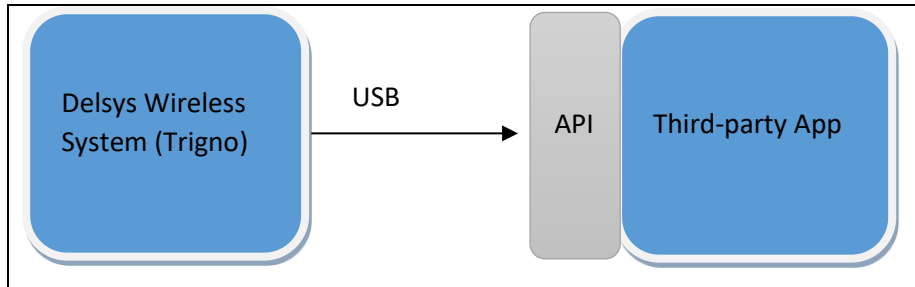 Delsys Wireless
System (Trigno)
USB
API
Third-party App